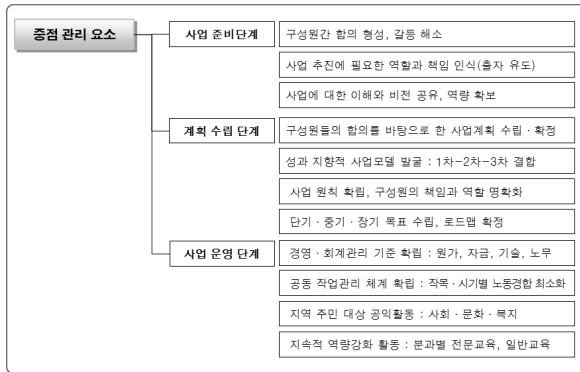 중점 관리 요소
사업 준비단계
구성원간 합의 형성, 갈등 해소
사업 추진에 필요한 역할과 책임 인식(출자 유도)
사업에 대한 이해와 비전 공유, 역량 확보
계획 수립 단계
구성원들의 합의를 바탕으로 한 사업계획 수립·확정
성과 지향적 사업모델 발굴 : 1차-2차-3차 결합
사업 원칙 확립, 구성원의 책임과 역할 명확화
단기·중기·장기 목표 수립, 로드맵 확정
사업 운영 단계
경영·회계관리 기준 확립 : 원가, 자금, 기술, 노무
공동 작업관리 체계 확립 : 작목·시기별 노동경합 최소화
지역 주민 대상 공익활동 : 사회·문화·복지
지속적 역량강화 활동 : 분과별 전문교육, 일반교육